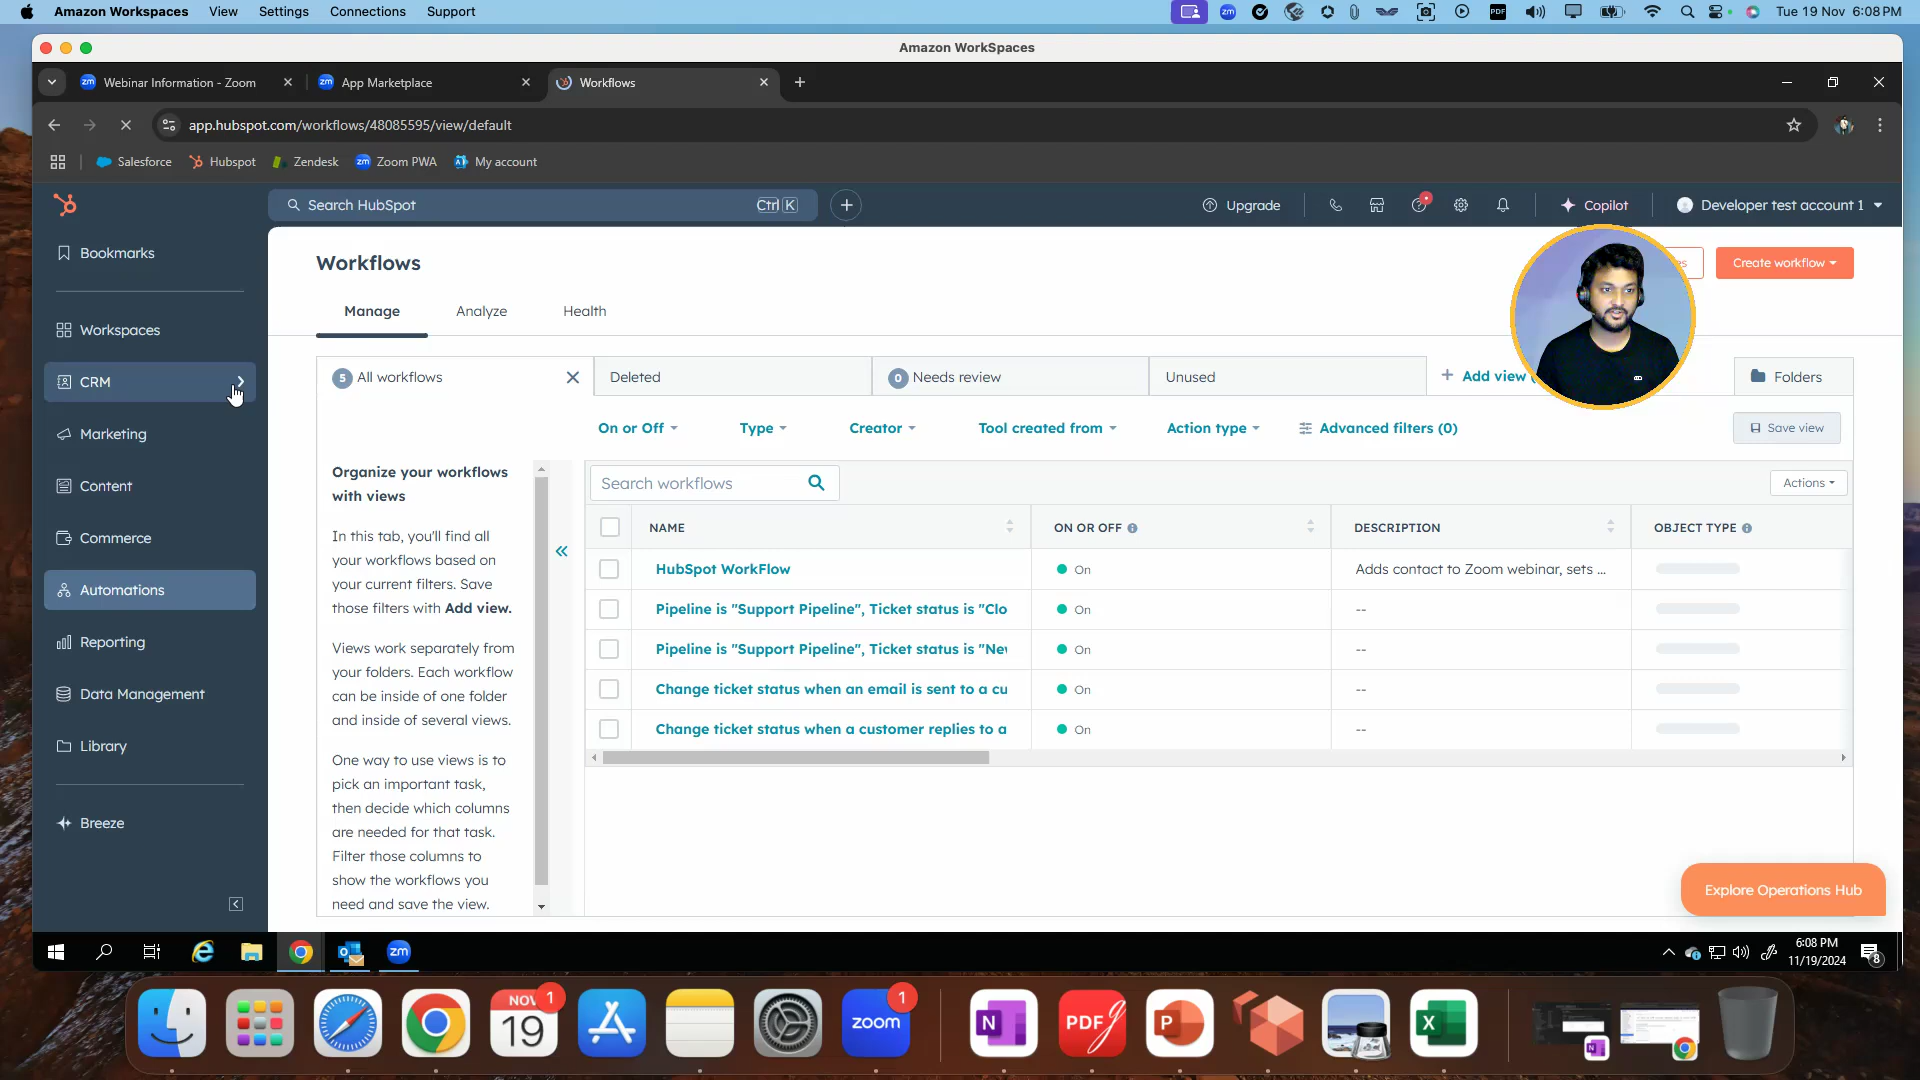 Amazon Workspaces View Settings Connections Support
zm
PDF
Tue 19 Nov 6:08 PM
Amazon WorkSpaces
zm Webinar Information - Zoom
zm App Marketplace
Workflows
app.hubspot.com/workflows/48085595/view/default
Salesforce
Hubspot
Zendesk
zm Zoom PWA
My account
Search HubSpot
Ctrl K
Upgrade
Copilot
Developer test account 1
Bookmarks
Workspaces
CRM
Marketing
Content
Commerce
Automations
Reporting
Data Management
Library
Breeze
Workflows
Create workflow
Manage
Analyze
Health
5 All workflows
Deleted
0 Needs review
Unused
+ Add view
Folders
On or Off
Type
Creator
Tool created from
Action type
Advanced filters (0)
Save view
Organize your workflows
with views
In this tab, you'll find all
your workflows based on
your current filters. Save
those filters with Add view.
Views work separately from
your folders. Each workflow
can be inside of one folder
and inside of several views.
One way to use views is to
pick an important task,
then decide which columns
are needed for that task.
Filter those columns to
show the workflows you
need and save the view.
Search workflows
Actions
NAME
ON OR OFF
DESCRIPTION
OBJECT TYPE
HubSpot WorkFlow
On
Adds contact to Zoom webinar, sets ...
Pipeline is "Support Pipeline", Ticket status is "Clo
On
--
Pipeline is "Support Pipeline", Ticket status is "Ne
On
--
Change ticket status when an email is sent to a cu
On
--
Change ticket status when a customer replies to a
On
--
Explore Operations Hub
zm
6:08 PM
11/19/2024
8
NOV
19
1
zoom
1
N
PDF
P
X